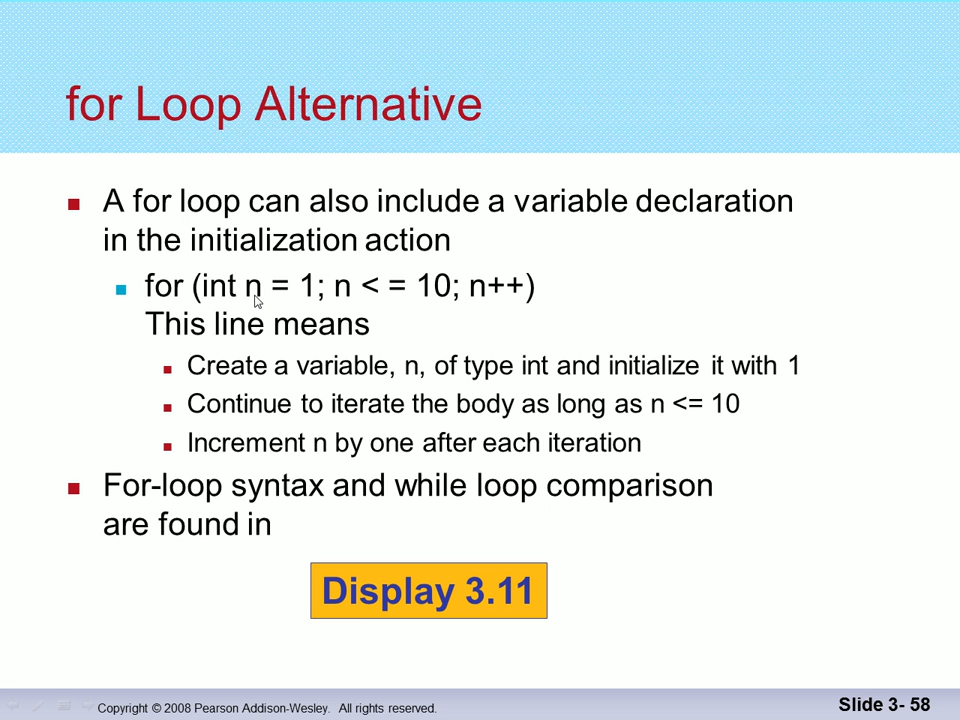 for Loop Alternative
A for loop can also include a variable declaration
in the initialization action
for (int n = 1; n < = 10; n++)
This line means
Create a variable, n, of type int and initialize it with 1
Continue to iterate the body as long as n <= 10
Increment n by one after each iteration
For-loop syntax and while loop comparison
are found in
Display 3.11
Copyright © 2008 Pearson Addison-Wesley. All rights reserved.
Slide 3- 58